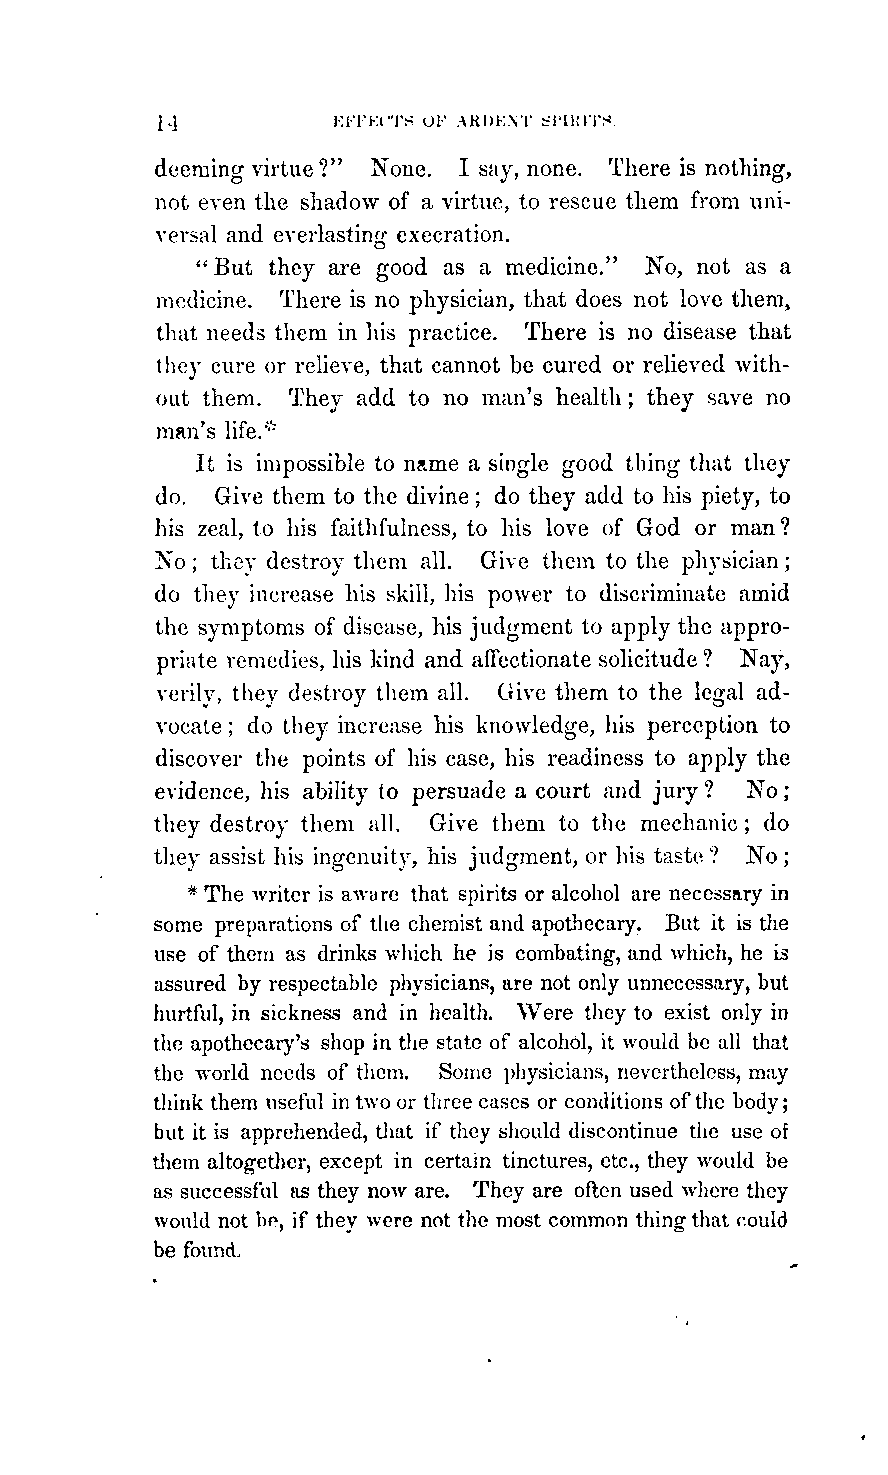 14 EFFECTS OF ARDENT SPIRITS.
deeming virtue?" None. I say, none. There is nothing,
not even the shadow of a virtue, to rescue them from uni-
versal and everlasting execration.
"But they are good as a medicine." No, not as a
medicine. There is no physician, that does not love them,
that needs them in his practice. There is no disease that
they cure or relieve, that cannot be cured or relieved with-
out them. They add to no man's health; they save no
man's life.*
It is impossible to name a single good thing that they
do. Give them to the divine; do they add to his piety, to
his zeal, to his faithfulness, to his love of God or man?
No; they destroy them all. Give them to the physician;
do they increase his skill, his power to discriminate amid
the symptoms of disease, his judgment to apply the appro-
priate remedies, his kind and affectionate solicitude? Nay,
verily, they destroy them all. Give them to the legal ad-
vocate; do they increase his knowledge, his perception to
discover the points of his case, his readiness to apply the
evidence, his ability to persuade a court and jury? No;
they destroy them all. Give them to the mechanic; do
they assist his ingenuity, his judgment, or his taste? No;
* The writer is aware that spirits or alcohol are necessary in
some preparations of the chemist and apothecary. But it is the
use of them as drinks which he is combating, and which, he is
assured by respectable physicians, are not only unnecessary, but
hurtful, in sickness and in health. Were they to exist only in
the apothecary's shop in the state of alcohol, it would be all that
the world needs of them. Some physicians, nevertheless, may
think them useful in two or three cases or conditions of the body;
but it is apprehended, that if they should discontinue the use of
them altogether, except in certain tinctures, etc., they would be
as successful as they now are. They are often used where they
would not be, if they were not the most common thing that could
be found.